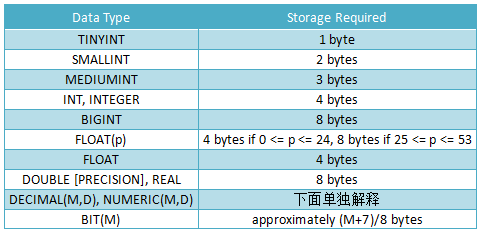 Data Type Storage Required
TINYINT 1 byte
SMALLINT 2 bytes
MEDIUMINT 3 bytes
INT, INTEGER 4 bytes
BIGINT 8 bytes
FLOAT(p) 4 bytes if 0 <= p <= 24, 8 bytes if 25 <= p <= 53
FLOAT 4 bytes
DOUBLE [PRECISION], REAL 8 bytes
DECIMAL(M,D), NUMERIC(M,D) 下面单独解释
BIT(M) approximately (M+7)/8 bytes